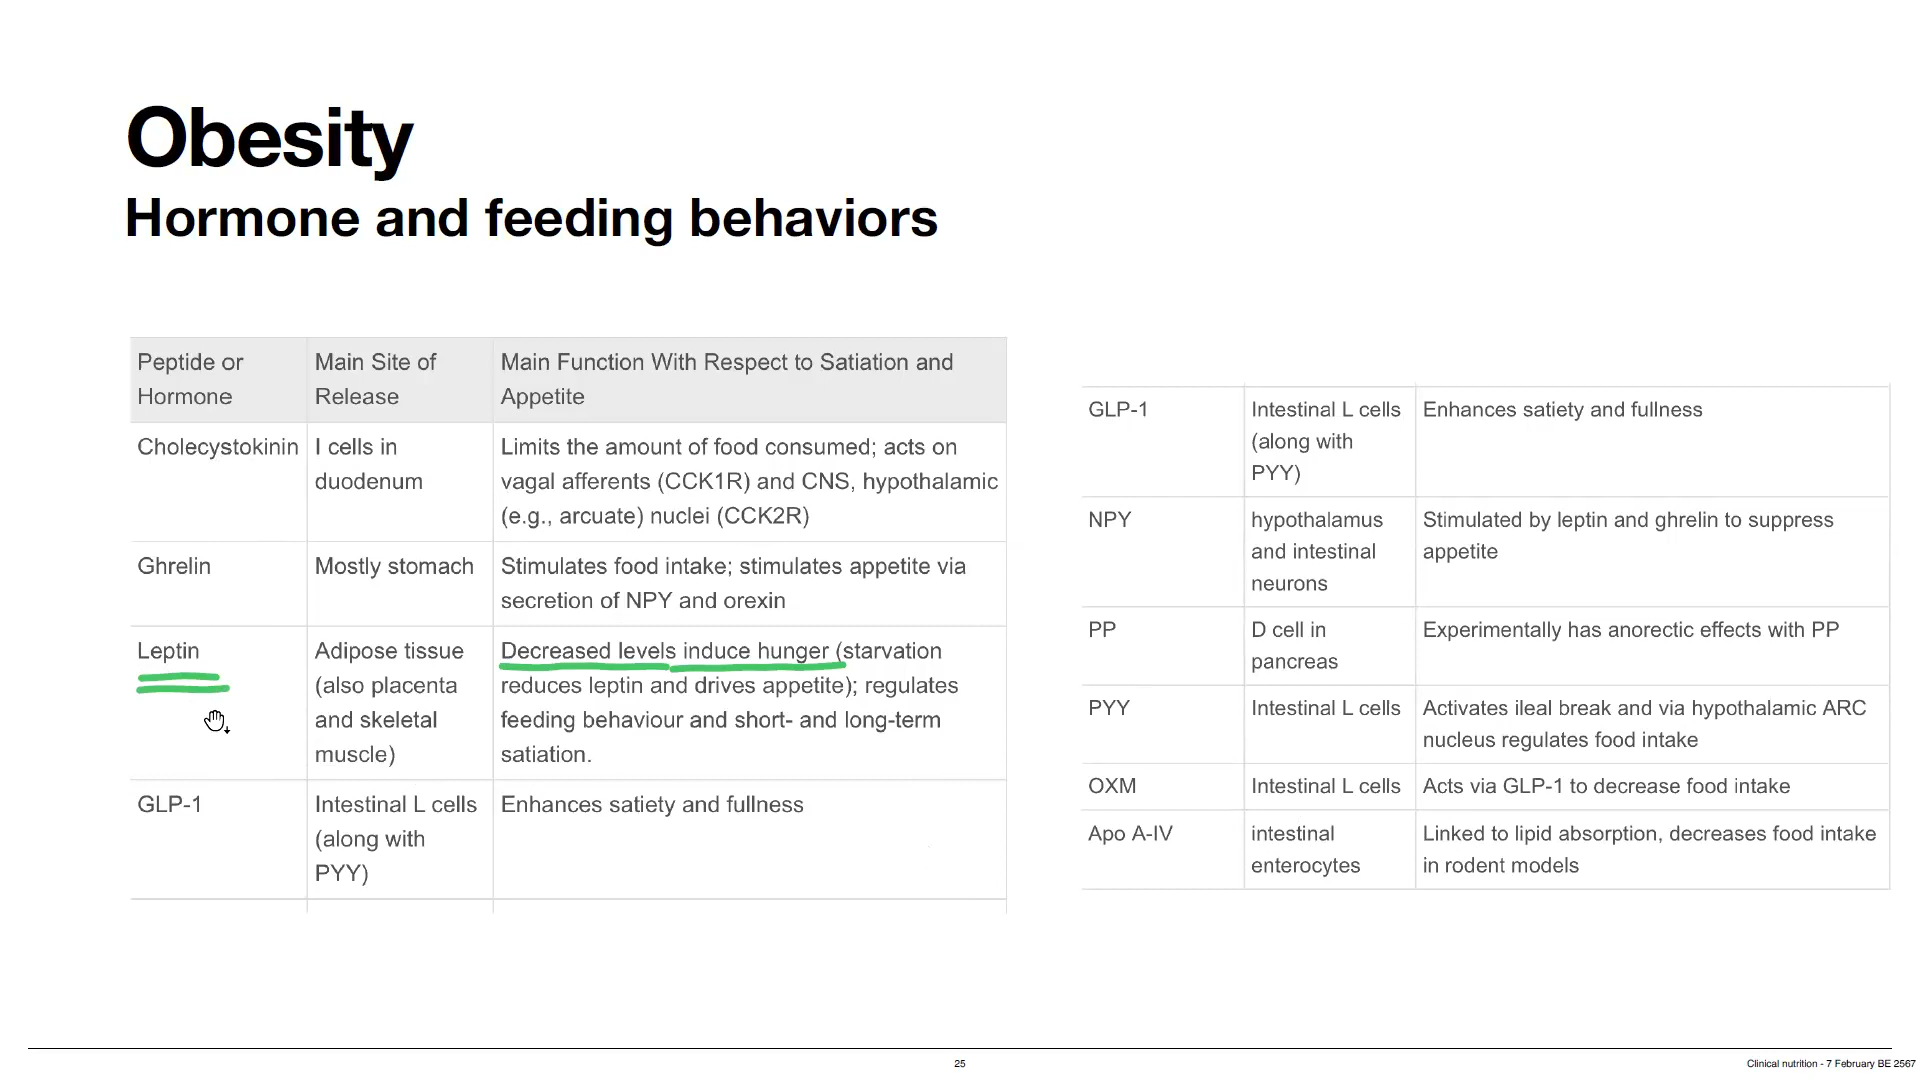 Obesity
Hormone and feeding behaviors
Peptide or
Hormone
Main Site of
Release
Main Function With Respect to Satiation and
Appetite
Cholecystokinin
I cells in
duodenum
Limits the amount of food consumed; acts on
vagal afferents (CCK1R) and CNS, hypothalamic
(e.g., arcuate) nuclei (CCK2R)
Ghrelin
Mostly stomach
Stimulates food intake; stimulates appetite via
secretion of NPY and orexin
Leptin
Adipose tissue
(also placenta
and skeletal
muscle)
Decreased levels induce hunger (starvation
reduces leptin and drives appetite); regulates
feeding behaviour and short- and long-term
satiation.
GLP-1
Intestinal L cells
(along with
PYY)
Enhances satiety and fullness
GLP-1
Intestinal L cells
(along with
PYY)
Enhances satiety and fullness
NPY
hypothalamus
and intestinal
neurons
Stimulated by leptin and ghrelin to suppress
appetite
PP
D cell in
pancreas
Experimentally has anorectic effects with PP
PYY
Intestinal L cells
Activates ileal break and via hypothalamic ARC
nucleus regulates food intake
OXM
Intestinal L cells
Acts via GLP-1 to decrease food intake
Apo A-IV
intestinal
enterocytes
Linked to lipid absorption, decreases food intake
in rodent models
25
Clinical nutrition - 7 February BE 2567